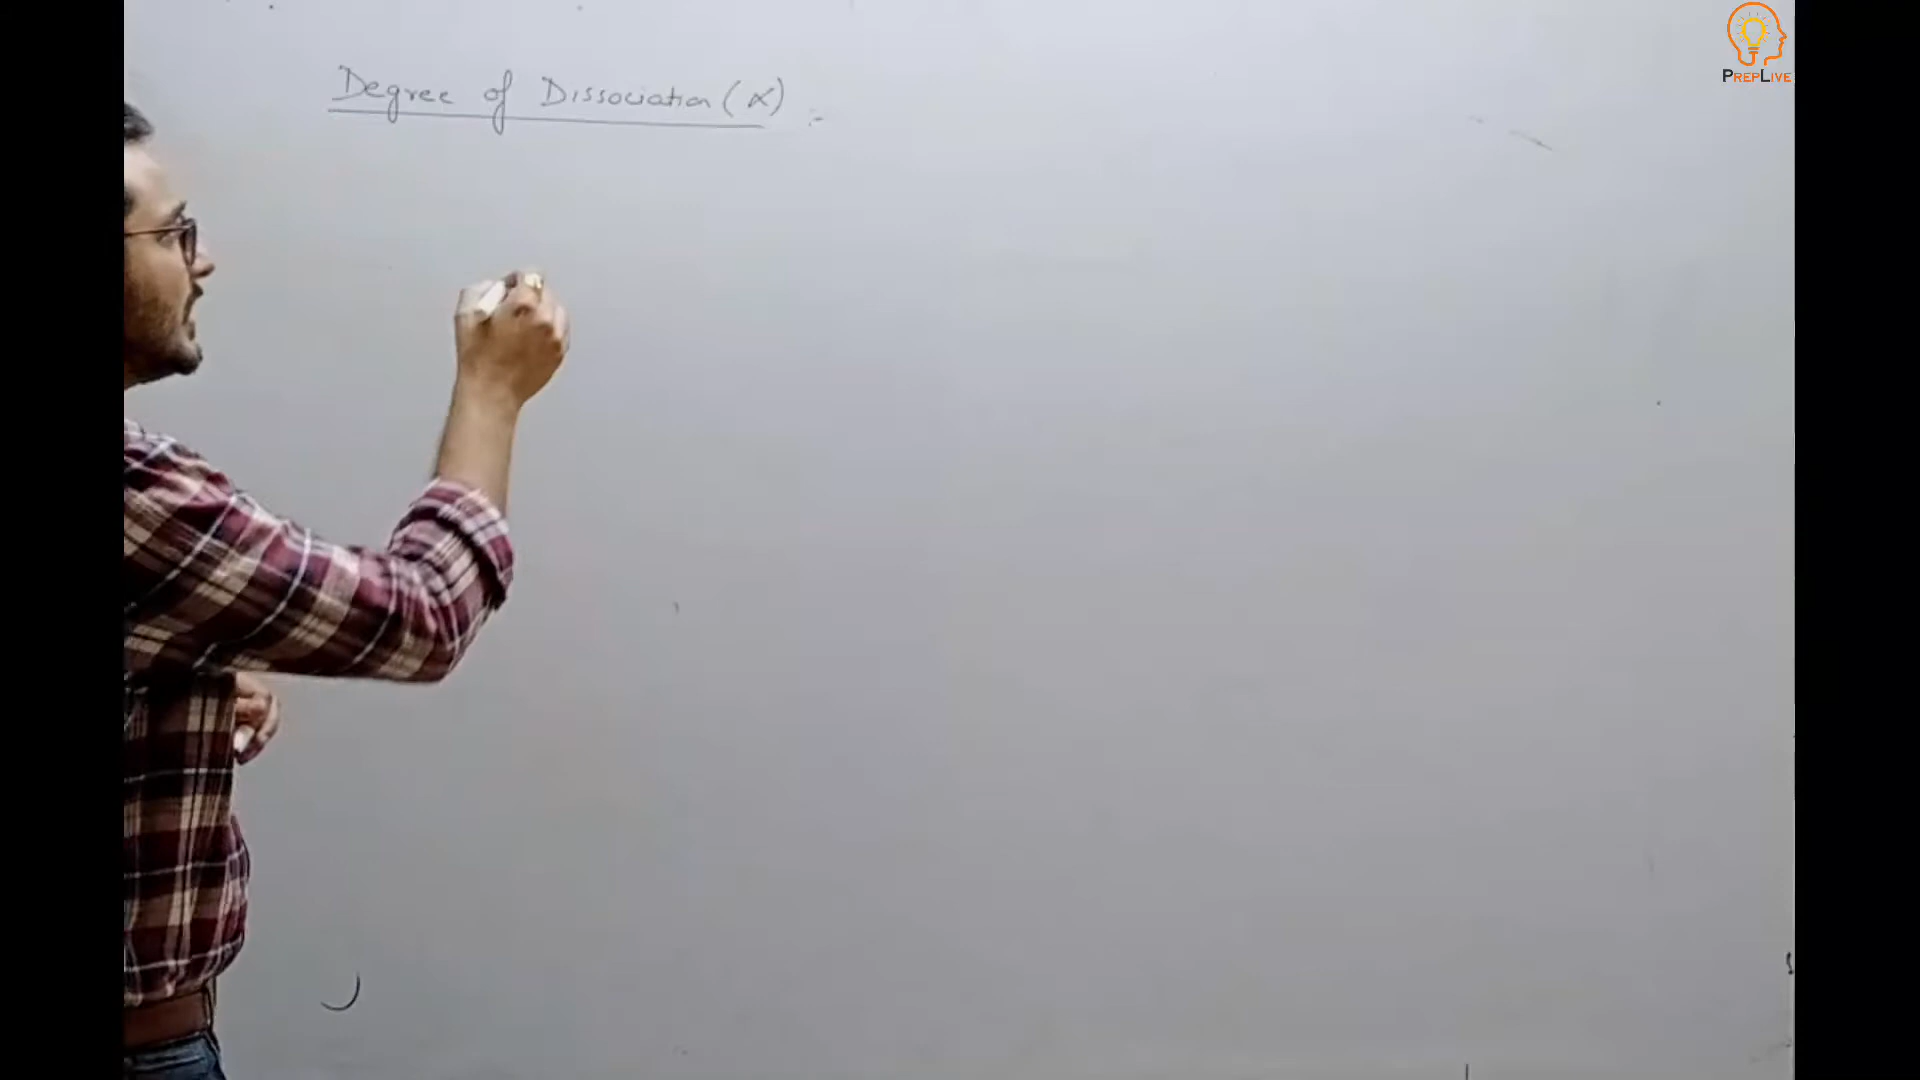 Degree of Dissociation (α) :-
PREPLIVE